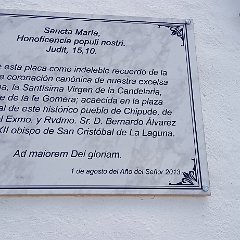 Sancta María,
Honoficencia populi nostri.
Judit, 15,10.
esta placa como indeleble recuerdo de la
coronación canónica de nuestra excelsa
la Santísima Virgen de la Candelaria,
de la fe Gomera; acaecida en la plaza
tal de este histórico pueblo de Chipude, de
Exmo. y Rvdmo. Sr. D. Bernardo Álvarez
XII obispo de San Cristóbal de La Laguna.
Ad maiorem Dei gloriam.
1 de agosto del Año del Señor 2013